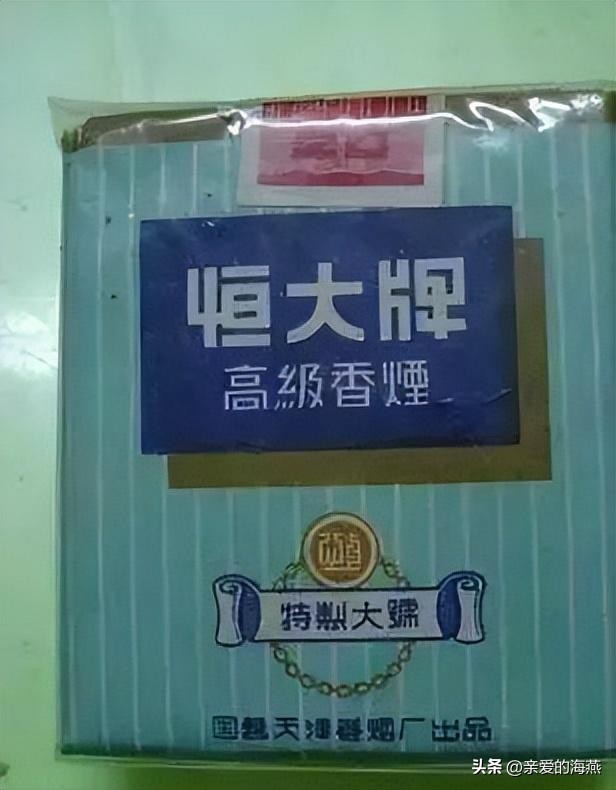 恒大牌
高級香煙
特製大號
国营天津卷烟厂出品
头条 @亲爱的海燕